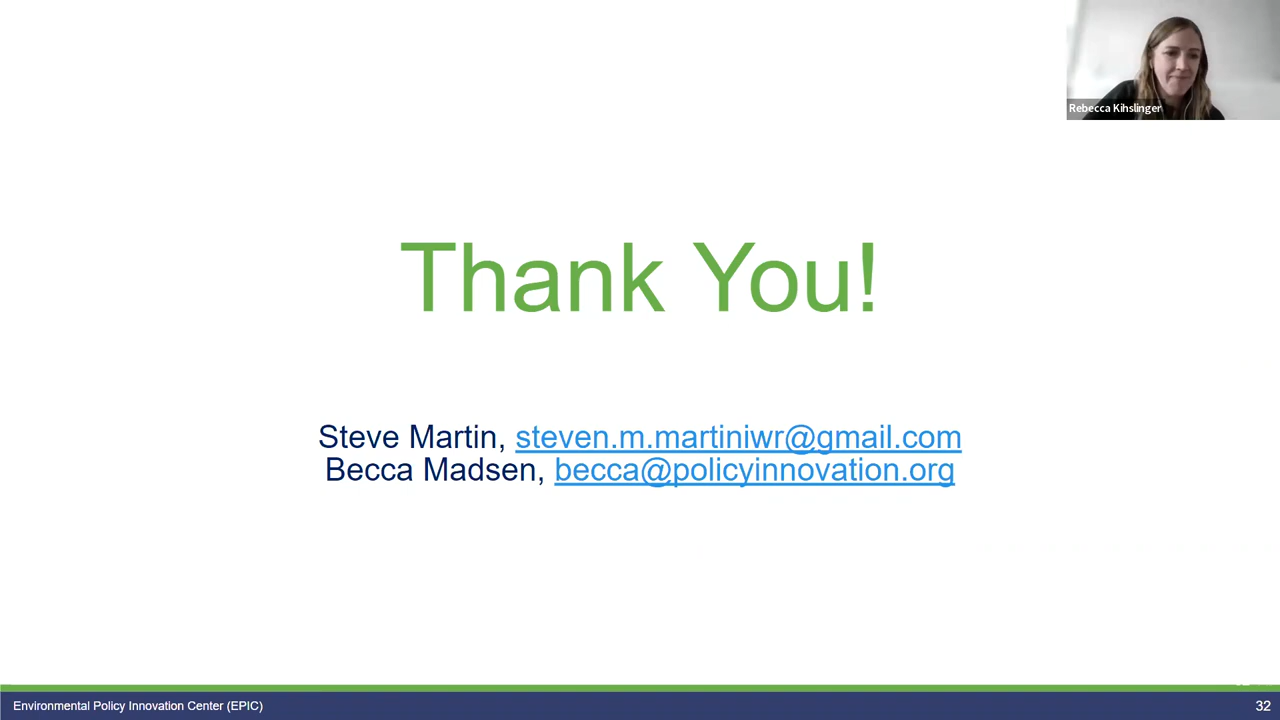 Rebecca Kihslinger
Thank You!
Steve Martin, steven.m.martiniwr@gmail.com
Becca Madsen, becca@policyinnovation.org
Environmental Policy Innovation Center (EPIC)
32